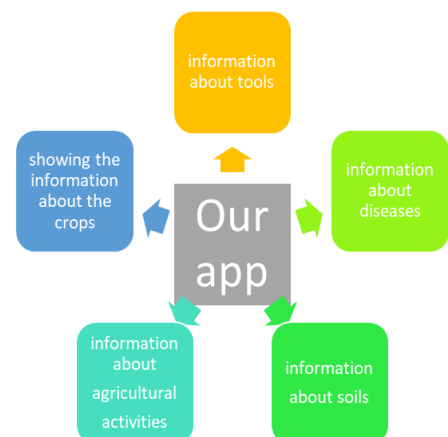 information
about tools
showing the
information
about the
crops
information
about
diseases
Our
app
information
about
agricultural
activities
information
about soils